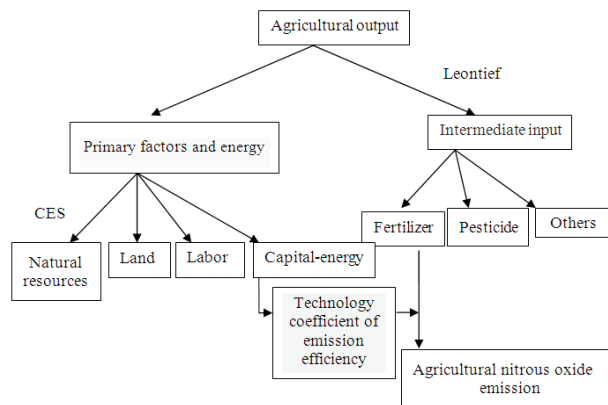 Agricultural output
Leontief
Primary factors and energy
Intermediate input
CES
Fertilizer
Pesticide
Others
Natural
resources
Land
Labor
Capital-energy
Technology
coefficient of
emission
efficiency
Agricultural nitrous oxide
emission